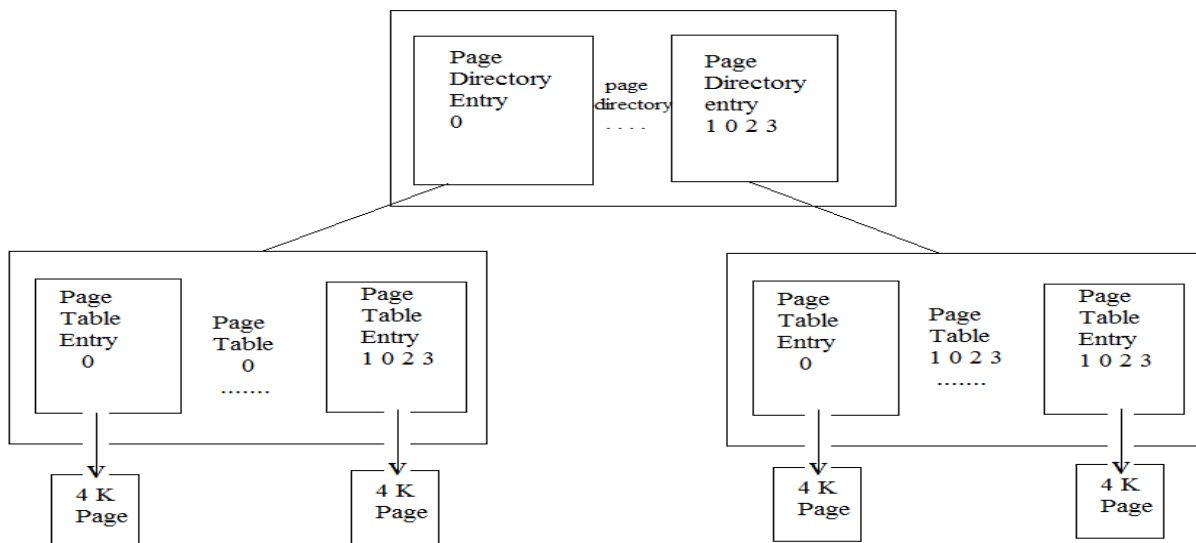 Page
Directory
Entry
0
page
directory
. . . .
Page
Directory
entry
1 0 2 3
Page
Table
Entry
0
Page
Table
0
.......
Page
Table
Entry
1 0 2 3
Page
Table
Entry
0
Page
Table
1 0 2 3
.......
Page
Table
Entry
1 0 2 3
V
4 K
Page
V
4 K
Page
V
4 K
Page
V
4 K
Page